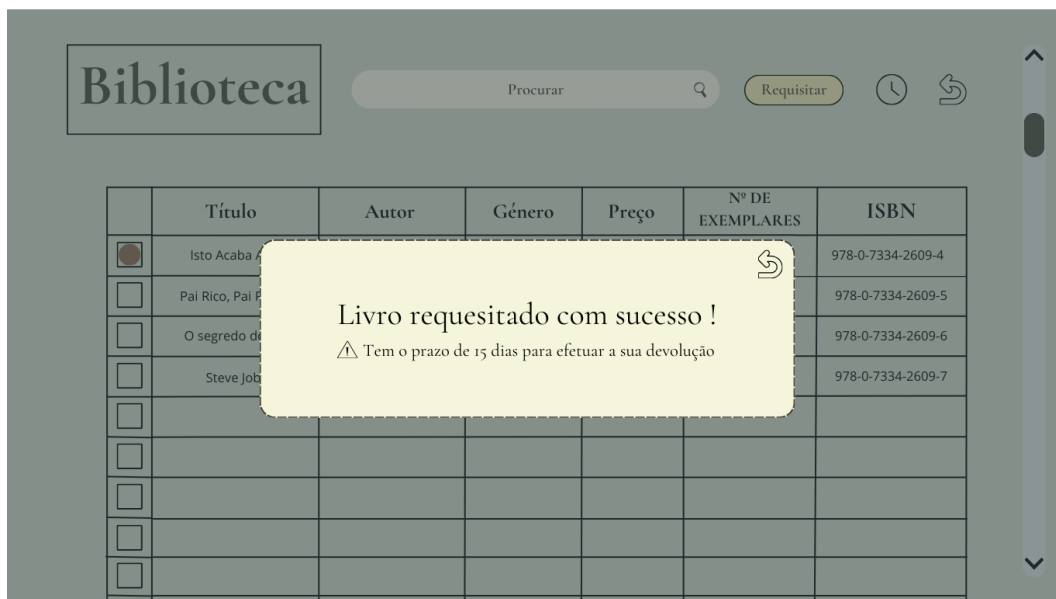 Biblioteca
Procurar
Requisitar
Título
Autor
Género
Preço
Nº DE
EXEMPLARES
ISBN
Isto Acaba
978-0-7334-2609-4
Pai Rico, Pai
978-0-7334-2609-5
O segredo
978-0-7334-2609-6
Steve
978-0-7334-2609-7
Livro requesitado com sucesso !
Tem o prazo de 15 dias para efetuar a sua devolução